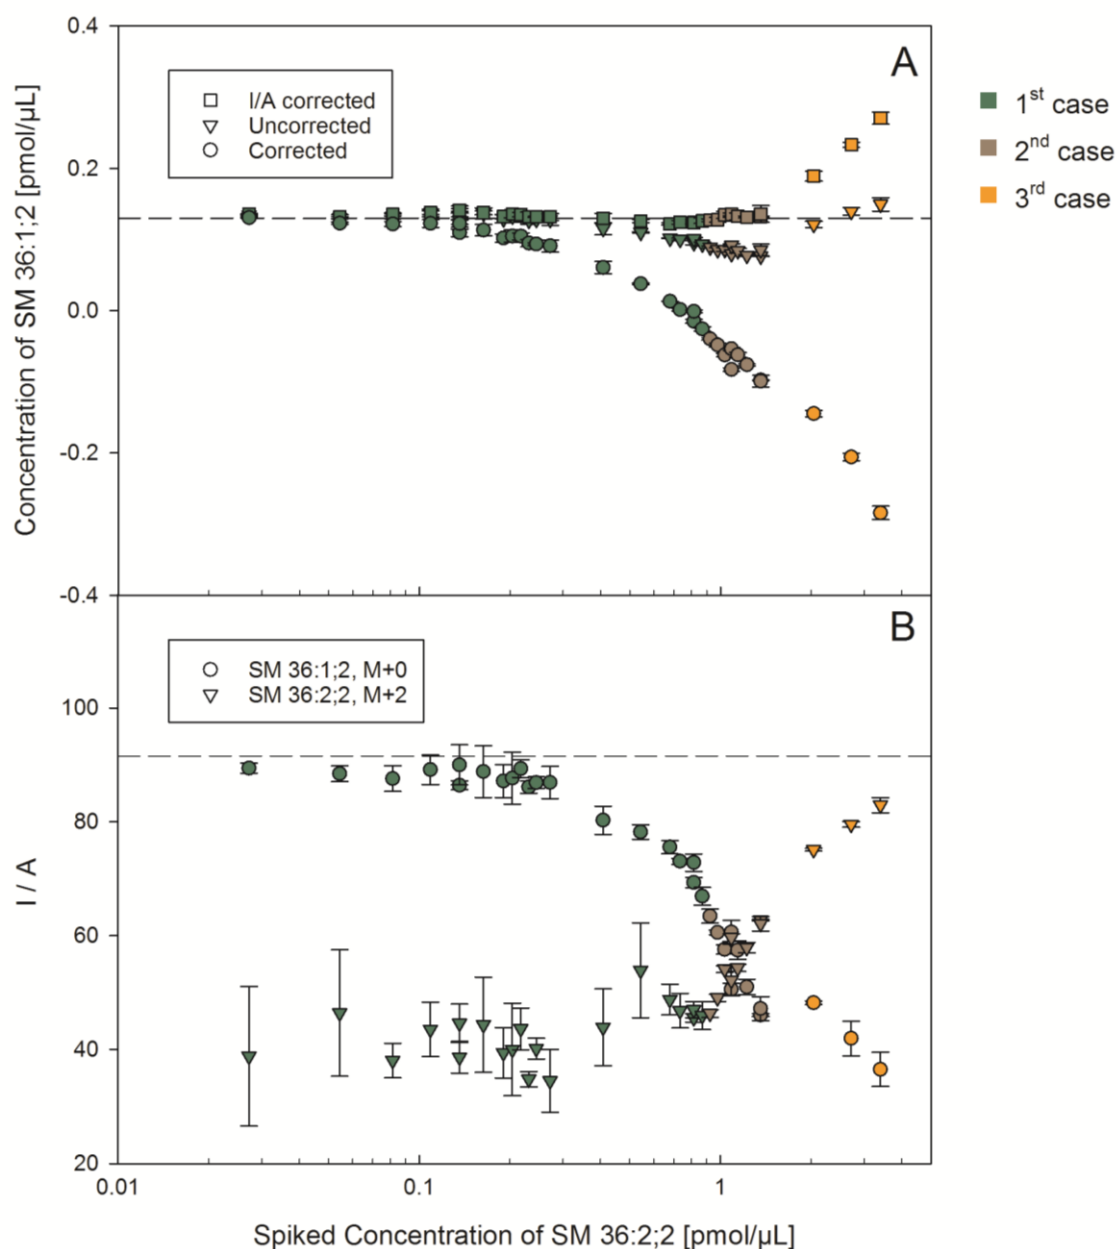 0.4
A
I/A corrected
Uncorrected
Corrected
1st case
2nd case
3rd case
0.2
0.0
-0.2
-0.4
Concentration of SM 36:1;2 [pmol/µL]
B
SM 36:1;2, M+0
SM 36:2;2, M+2
100
80
60
40
20
I / A
0.01
0.1
1
Spiked Concentration of SM 36:2;2 [pmol/µL]